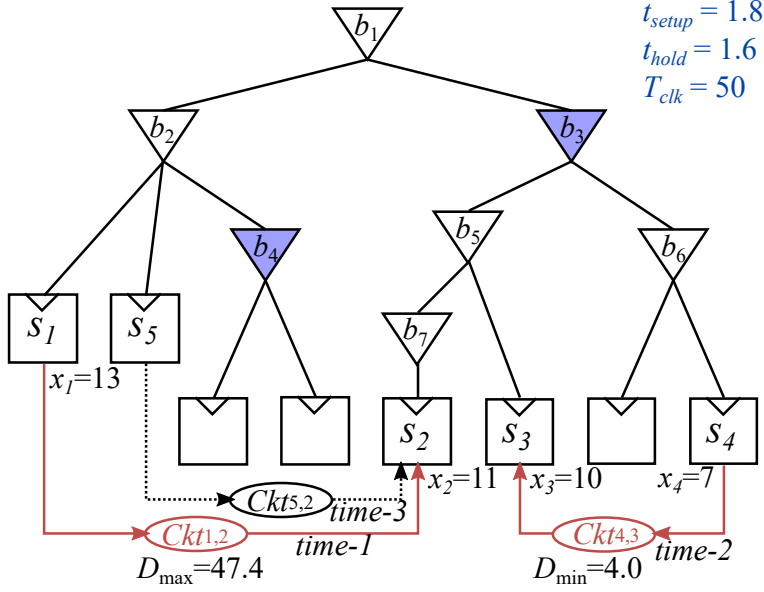 b1
t_setup = 1.8
t_hold = 1.6
T_clk = 50
b2
b3
b4
b5
b6
s1
s5
b7
x1=13
s2
s3
s4
x2=11
x3=10
x4=7
Ckt5,2
time-3
Ckt1,2
time-1
Ckt4,3
time-2
Dmax=47.4
Dmin=4.0